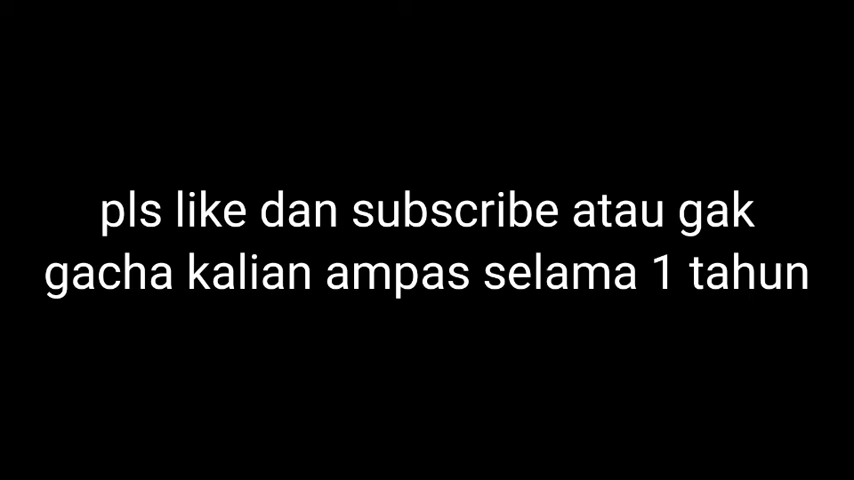 pls like dan subscribe atau gak
gacha kalian ampas selama 1 tahun